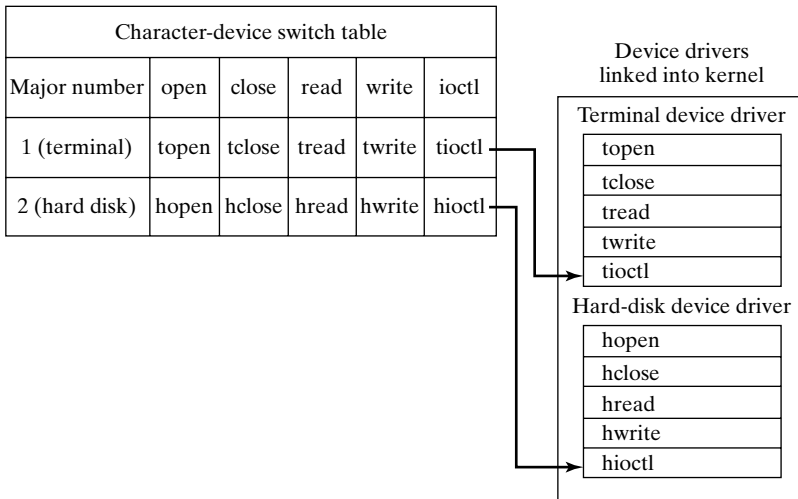 Character-device switch table
Major number open close read write ioctl
1 (terminal) topen tclose tread twrite tioctl
2 (hard disk) hopen hclose hread hwrite hioctl
Device drivers
linked into kernel
Terminal device driver
topen
tclose
tread
twrite
tioctl
Hard-disk device driver
hopen
hclose
hread
hwrite
hioctl